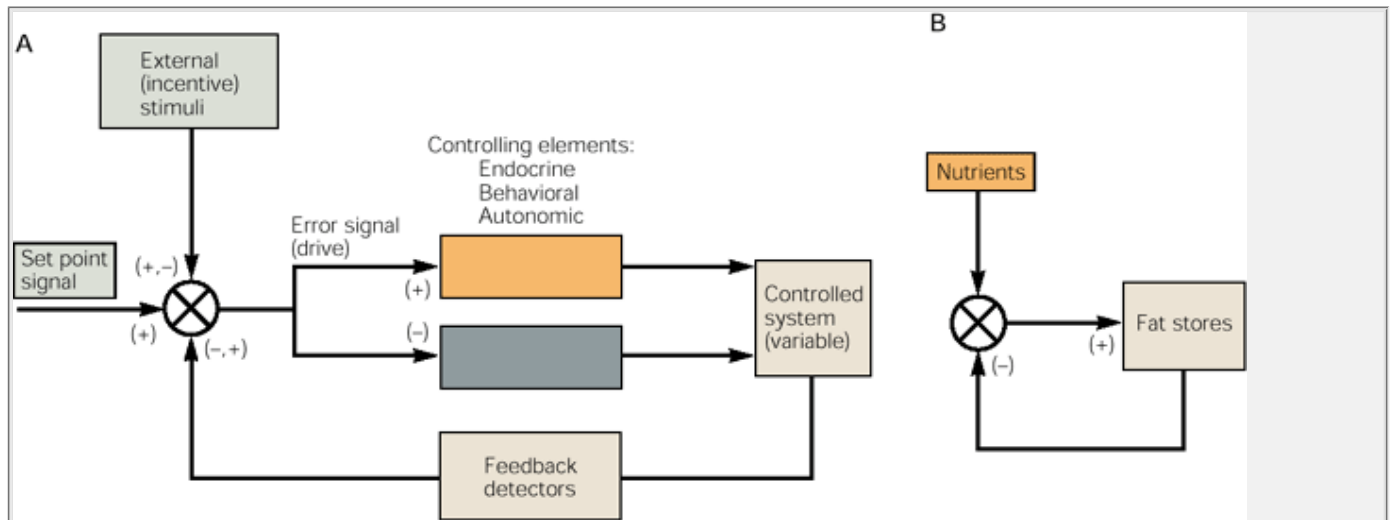 A
External
(incentive)
stimuli
Set point
signal
(+,–)
(+)
(–,+)
Error signal
(drive)
(+)
(–)
Controlling elements:
Endocrine
Behavioral
Autonomic
Controlled
system
(variable)
Feedback
detectors
B
Nutrients
(–)
(+)
Fat stores